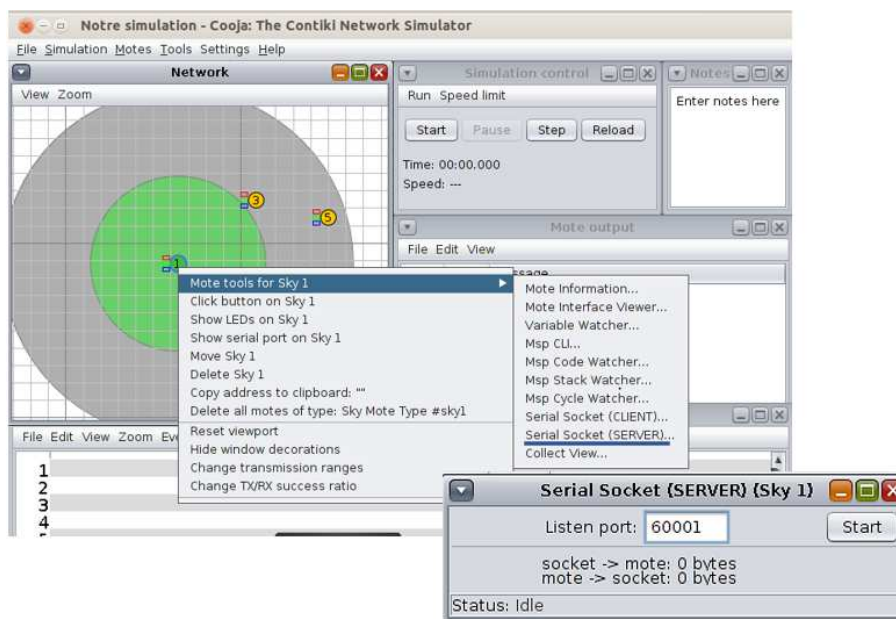 Notre simulation - Cooja: The Contiki Network Simulator
File Simulation Motes Tools Settings Help
Network
View Zoom
3
5
1
Simulation control
Run Speed limit
Start Pause Step Reload
Time: 00:00.000
Speed: ---
Notes
Enter notes here
Mote output
File Edit View
Mote tools for Sky 1
Click button on Sky 1
Show LEDs on Sky 1
Show serial port on Sky 1
Move Sky 1
Delete Sky 1
Copy address to clipboard: ""
Delete all motes of type: Sky Mote Type #sky1
Reset viewport
Hide window decorations
Change transmission ranges
Change TX/RX success ratio
Mote Information...
Mote Interface Viewer...
Variable Watcher...
Msp CLI...
Msp Code Watcher...
Msp Stack Watcher...
Msp Cycle Watcher...
Serial Socket (CLIENT)...
Serial Socket (SERVER)...
Collect View...
File Edit View Zoom
1
2
3
4
Serial Socket (SERVER) (Sky 1)
Listen port: 60001 Start
socket -> mote: 0 bytes
mote -> socket: 0 bytes
Status: Idle